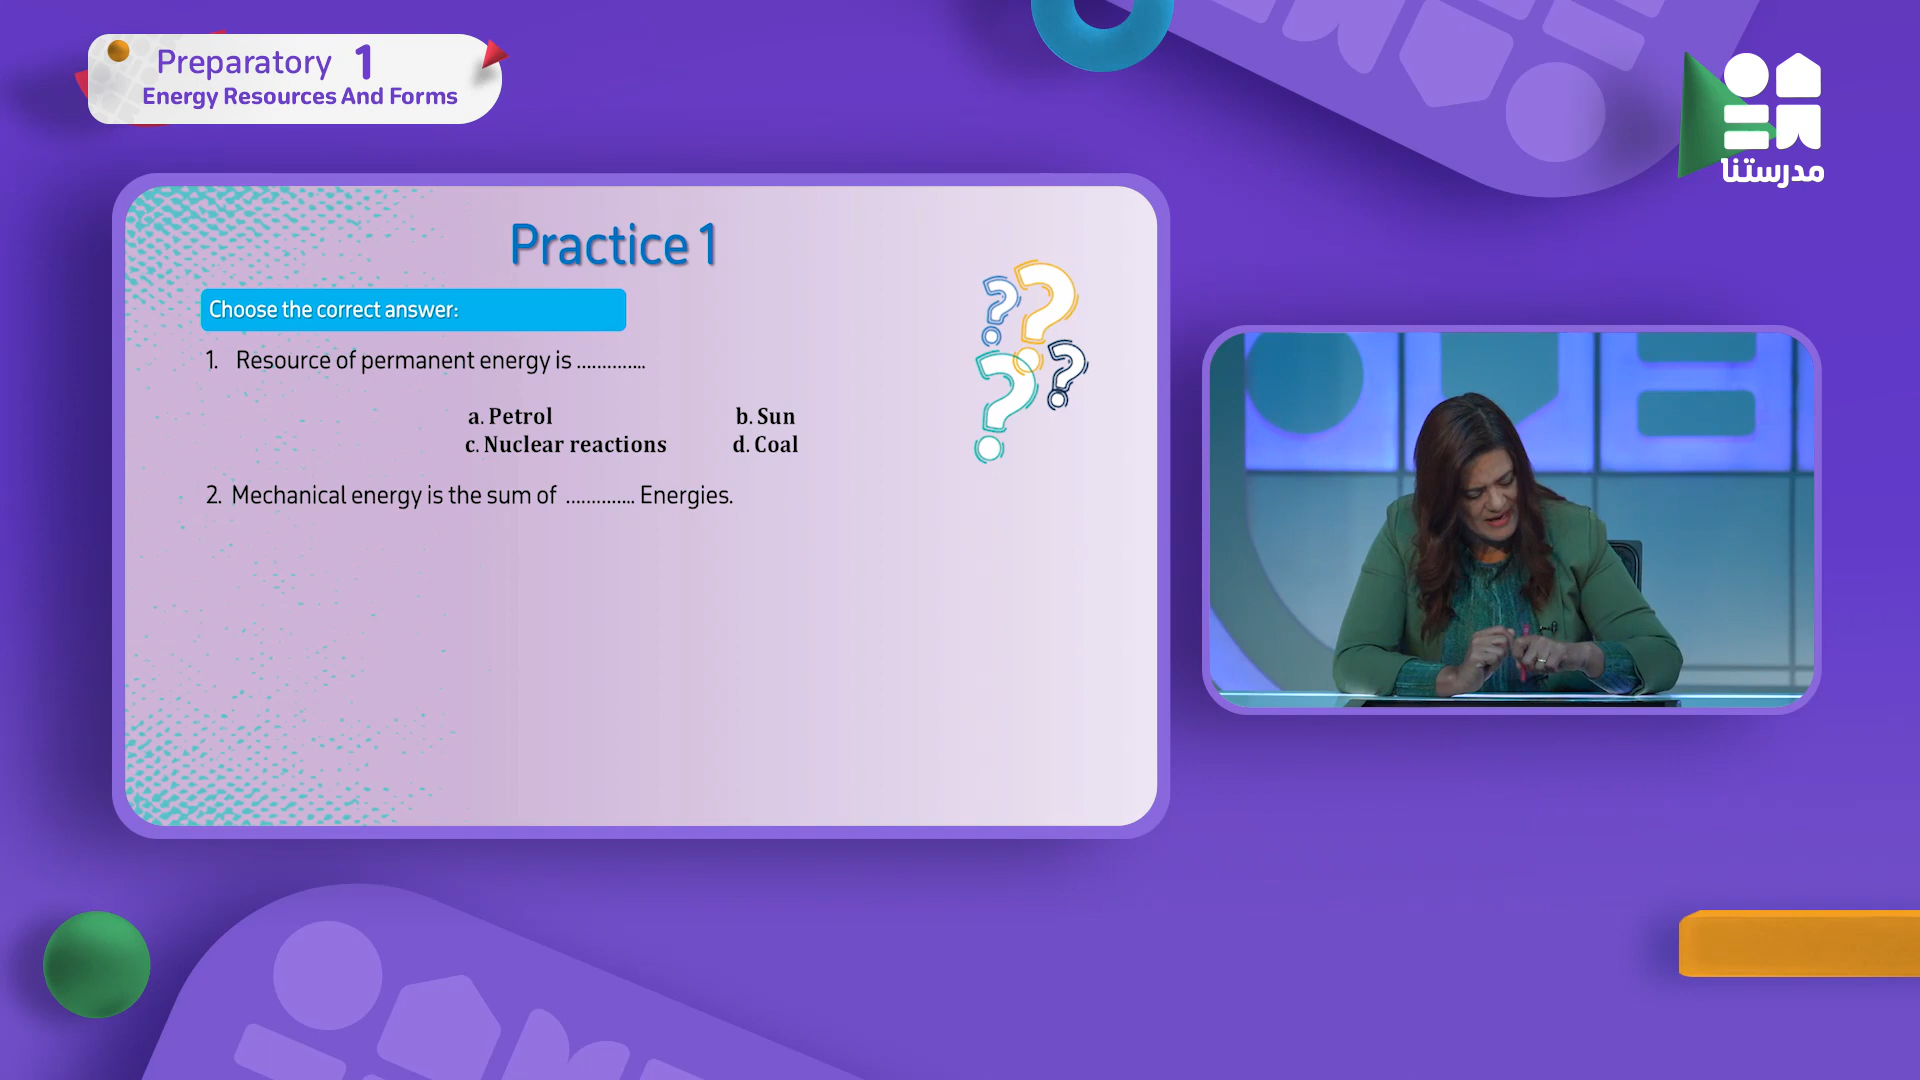 Preparatory 1
Energy Resources And Forms
مدرستنا
Practice 1
Choose the correct answer:
1. Resource of permanent energy is ..............
a. Petrol b. Sun
c. Nuclear reactions d. Coal
2. Mechanical energy is the sum of .............. Energies.